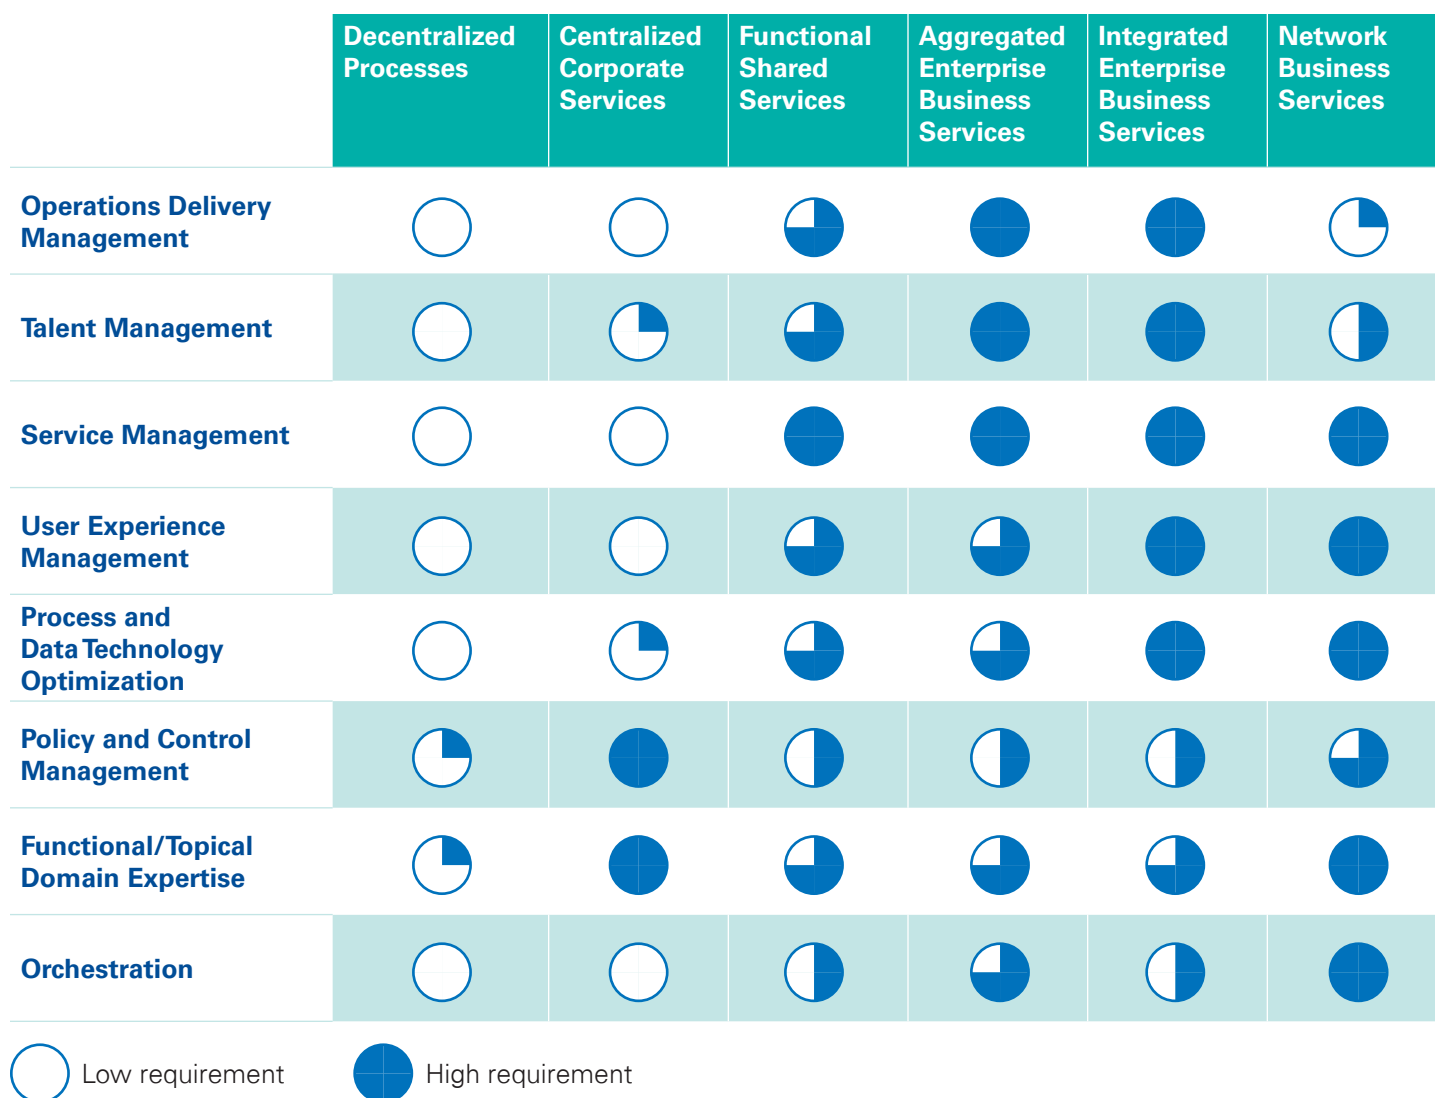 Decentralized
Processes
Centralized
Corporate
Services
Functional
Shared
Services
Aggregated
Enterprise
Business
Services
Integrated
Enterprise
Business
Services
Network
Business
Services
Operations Delivery
Management
Talent Management
Service Management
User Experience
Management
Process and
Data Technology
Optimization
Policy and Control
Management
Functional/Topical
Domain Expertise
Orchestration
Low requirement
High requirement